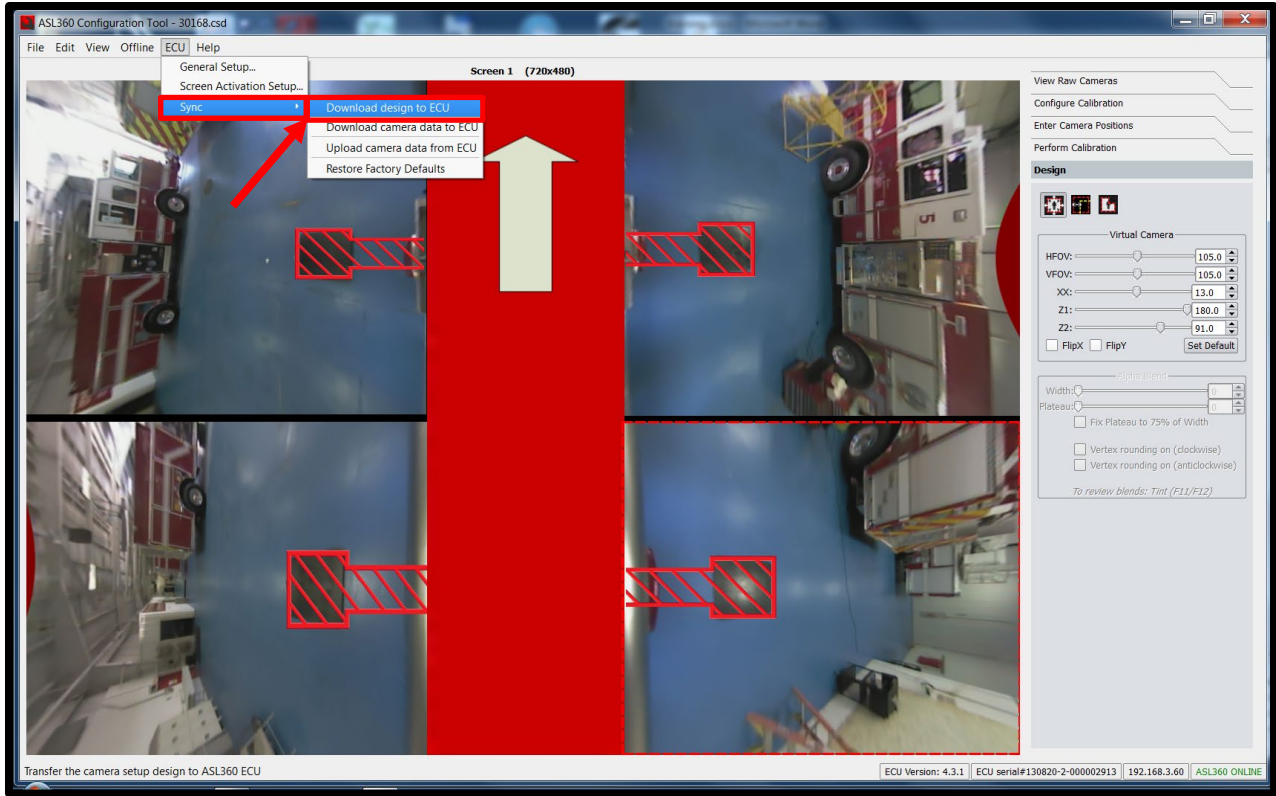 ASL360 Configuration Tool - 30168.csd
File Edit View Offline ECU Help
General Setup...
Screen Activation Setup...
Sync
Download design to ECU
Download camera data to ECU
Upload camera data from ECU
Restore Factory Defaults
Screen 1 (720x480)
View Raw Cameras
Configure Calibration
Enter Camera Positions
Perform Calibration
Design
Virtual Camera
HFOV: 105.0
VFOV: 105.0
XX: 13.0
Z1: 180.0
Z2: 91.0
FlipX FlipY Set Default
Alpha Blend
Width: 0
Plateau: 0
Fix Plateau to 75% of Width
Vertex rounding on (clockwise)
Vertex rounding on (anticlockwise)
To review blends: Tint (F11/F12)
5
Transfer the camera setup design to ASL360 ECU
ECU Version: 4.3.1 ECU serial#130820-2-000002913 192.168.3.60 ASL360 ONLINE